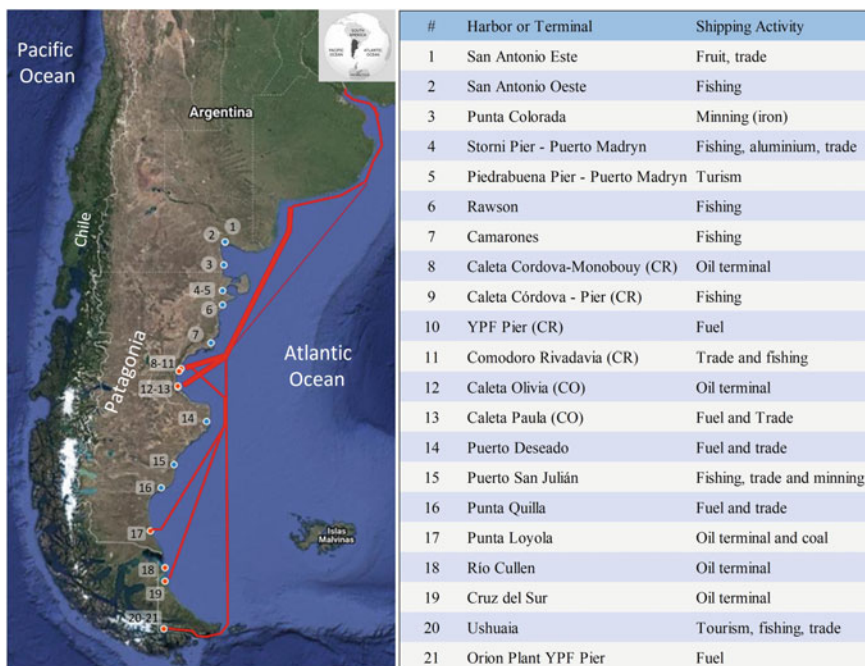 Pacific
Ocean
SOUTH
AMERICA
PACIFIC
OCEAN
ATLANTIC
OCEAN
Argentina
Chile
Patagonia
Atlantic
Ocean
Islas
Malvinas
1
2
3
4-5
6
7
8-11
12-13
14
15
16
17
18
19
20-21
# Harbor or Terminal Shipping Activity
1 San Antonio Este Fruit, trade
2 San Antonio Oeste Fishing
3 Punta Colorada Minning (iron)
4 Storni Pier - Puerto Madryn Fishing, aluminium, trade
5 Piedrabuena Pier - Puerto Madryn Turism
6 Rawson Fishing
7 Camarones Fishing
8 Caleta Cordova-Monobouy (CR) Oil terminal
9 Caleta Córdova - Pier (CR) Fishing
10 YPF Pier (CR) Fuel
11 Comodoro Rivadavia (CR) Trade and fishing
12 Caleta Olivia (CO) Oil terminal
13 Caleta Paula (CO) Fuel and Trade
14 Puerto Deseado Fuel and trade
15 Puerto San Julián Fishing, trade and minning
16 Punta Quilla Fuel and trade
17 Punta Loyola Oil terminal and coal
18 Río Cullen Oil terminal
19 Cruz del Sur Oil terminal
20 Ushuaia Tourism, fishing, trade
21 Orion Plant YPF Pier Fuel